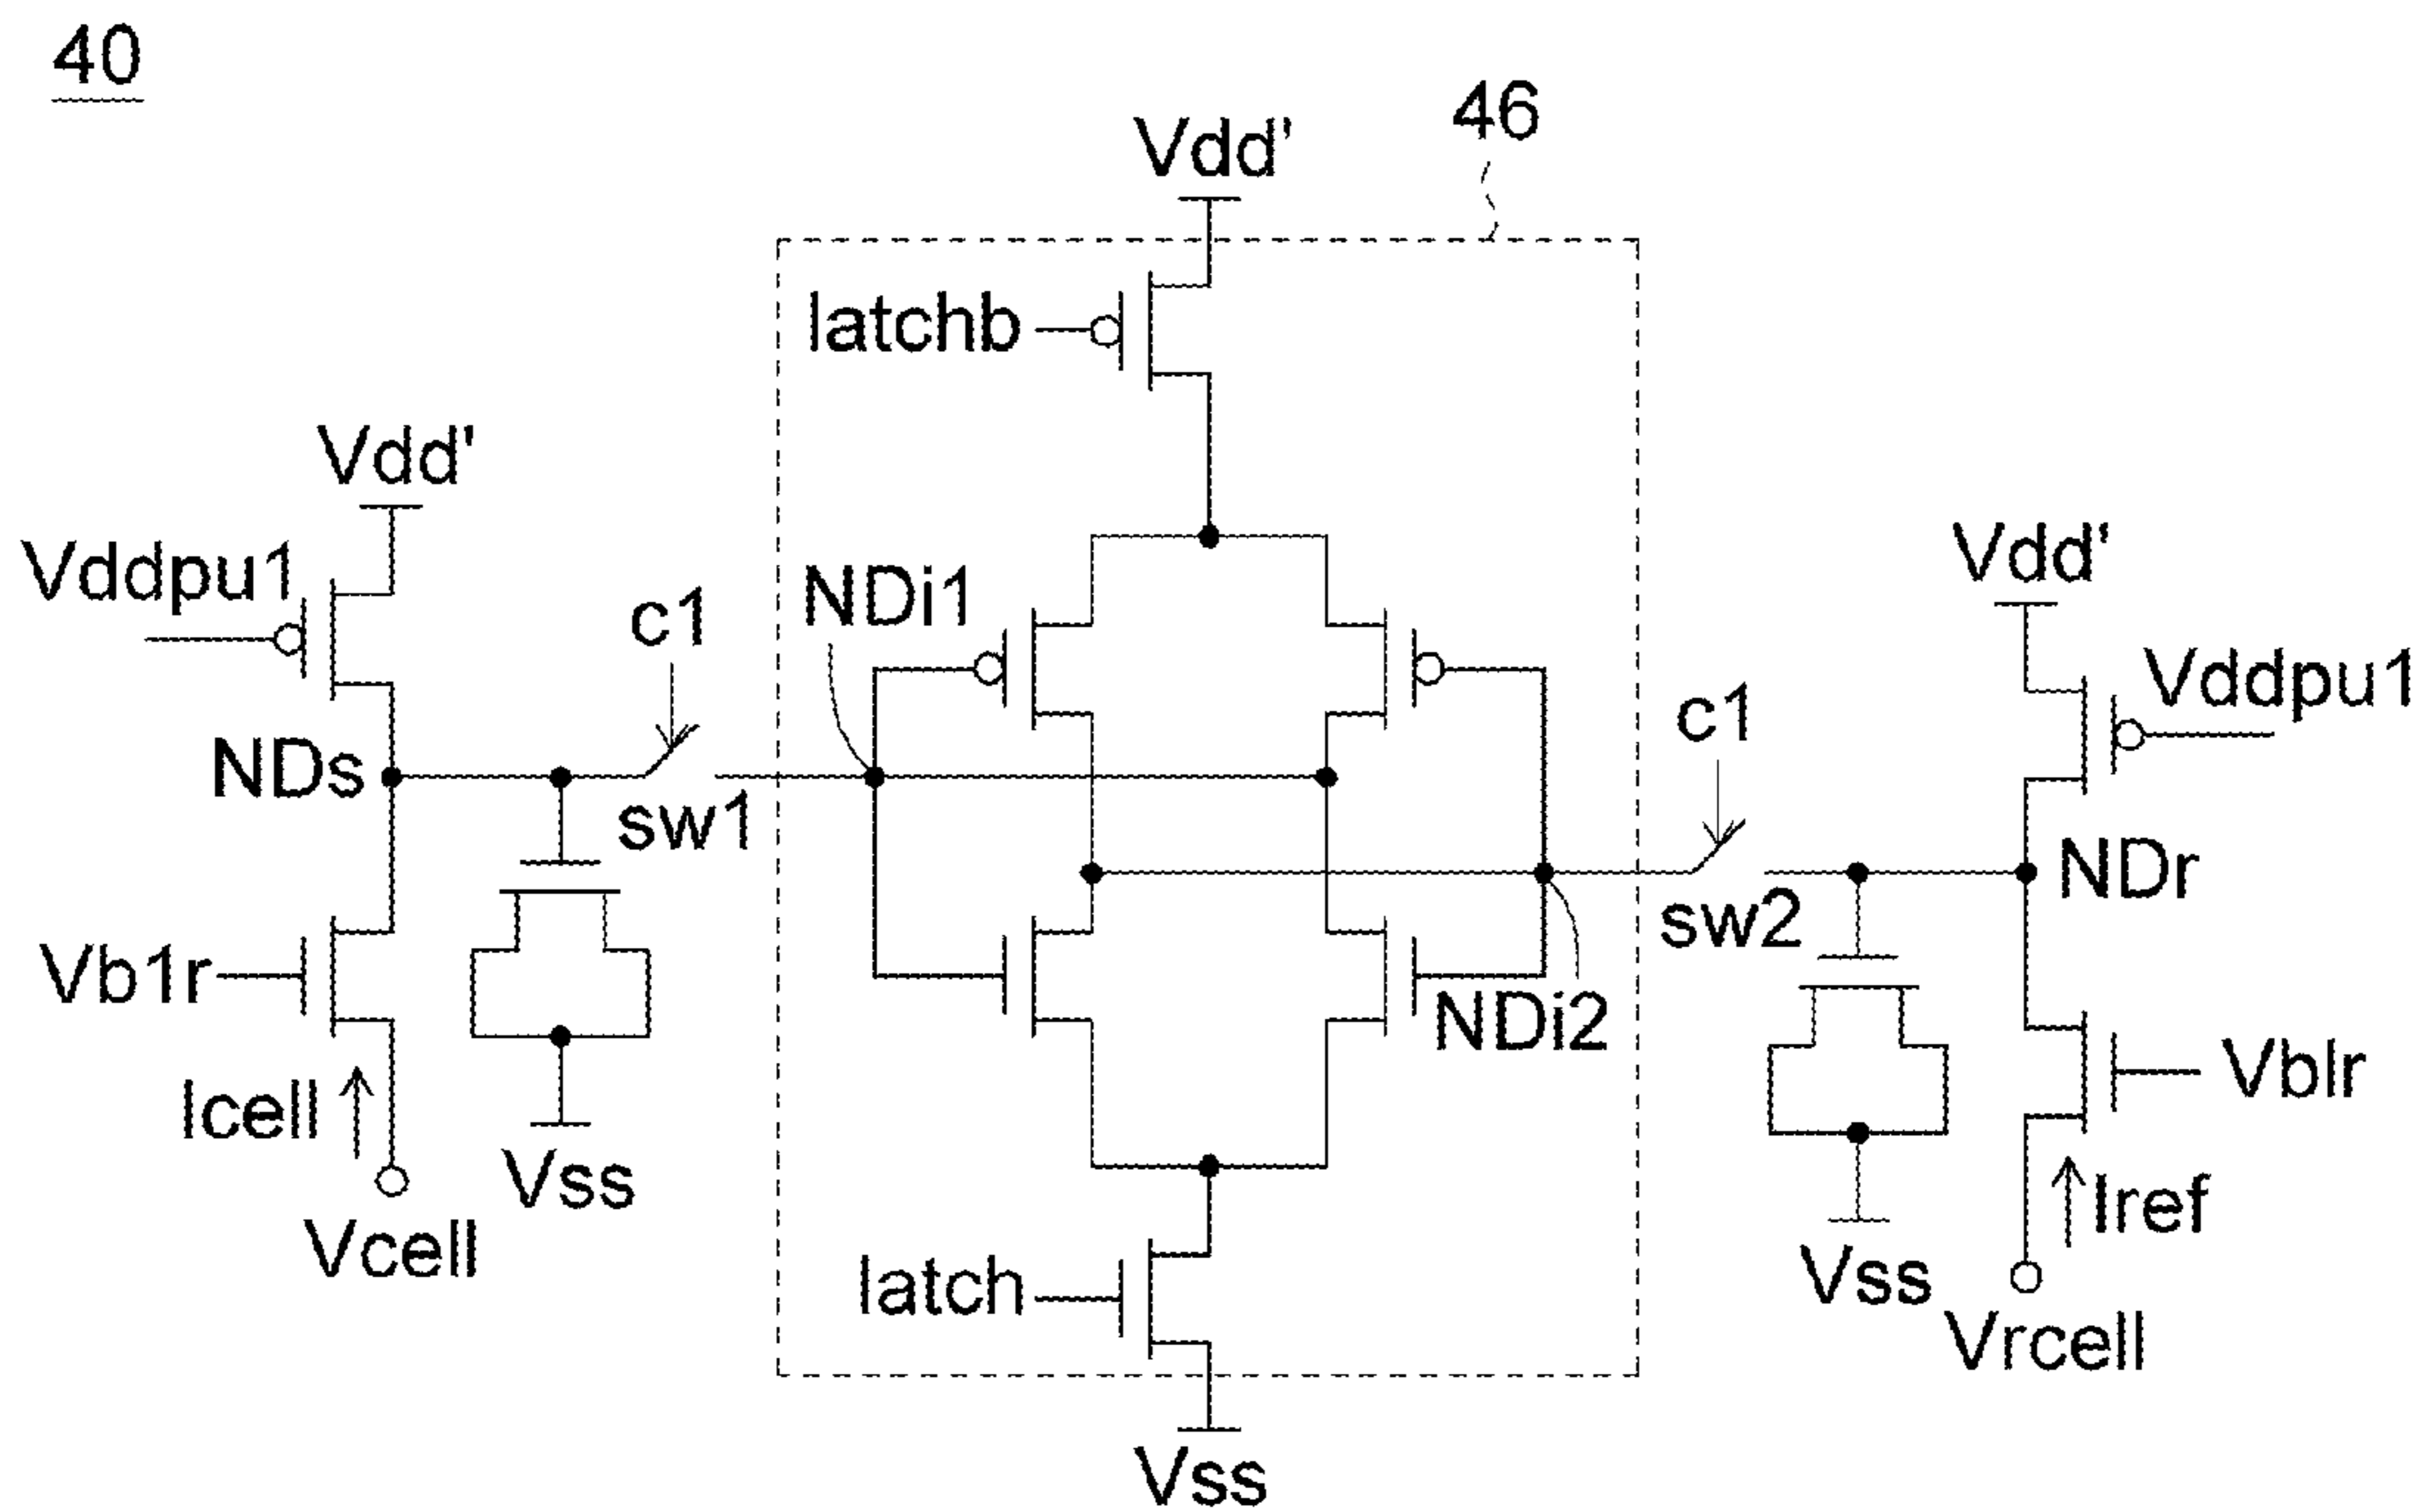 40
46
Vdd'
latchb
Vdd'
Vddpu1
c1
NDi1
Vdd'
Vddpu1
c1
NDs
sw1
NDr
sw2
Vb1r
NDi2
Vblr
Icell
Vss
Iref
Vcell
latch
Vss
Vrcell
Vss